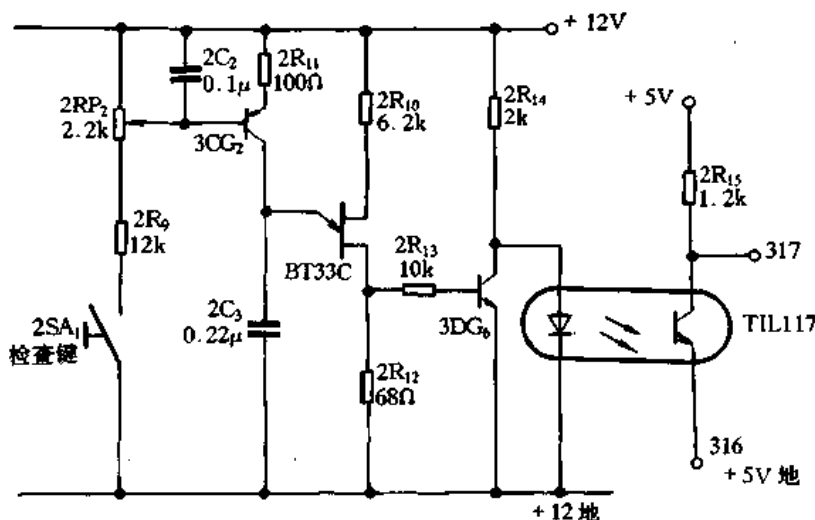 + 12V
2C₂
0.1μ
2R₁₁
100Ω
2RP₂
2.2k
3CG₂
2R₁₀
6.2k
2R₁₄
2k
+ 5V
2R₁₅
1.2k
2R₉
12k
BT33C
2R₁₃
10k
3DG₆
317
TIL117
2SA₁
检查键
2C₃
0.22μ
2R₁₂
68Ω
316
+ 5V 地
+ 12 地